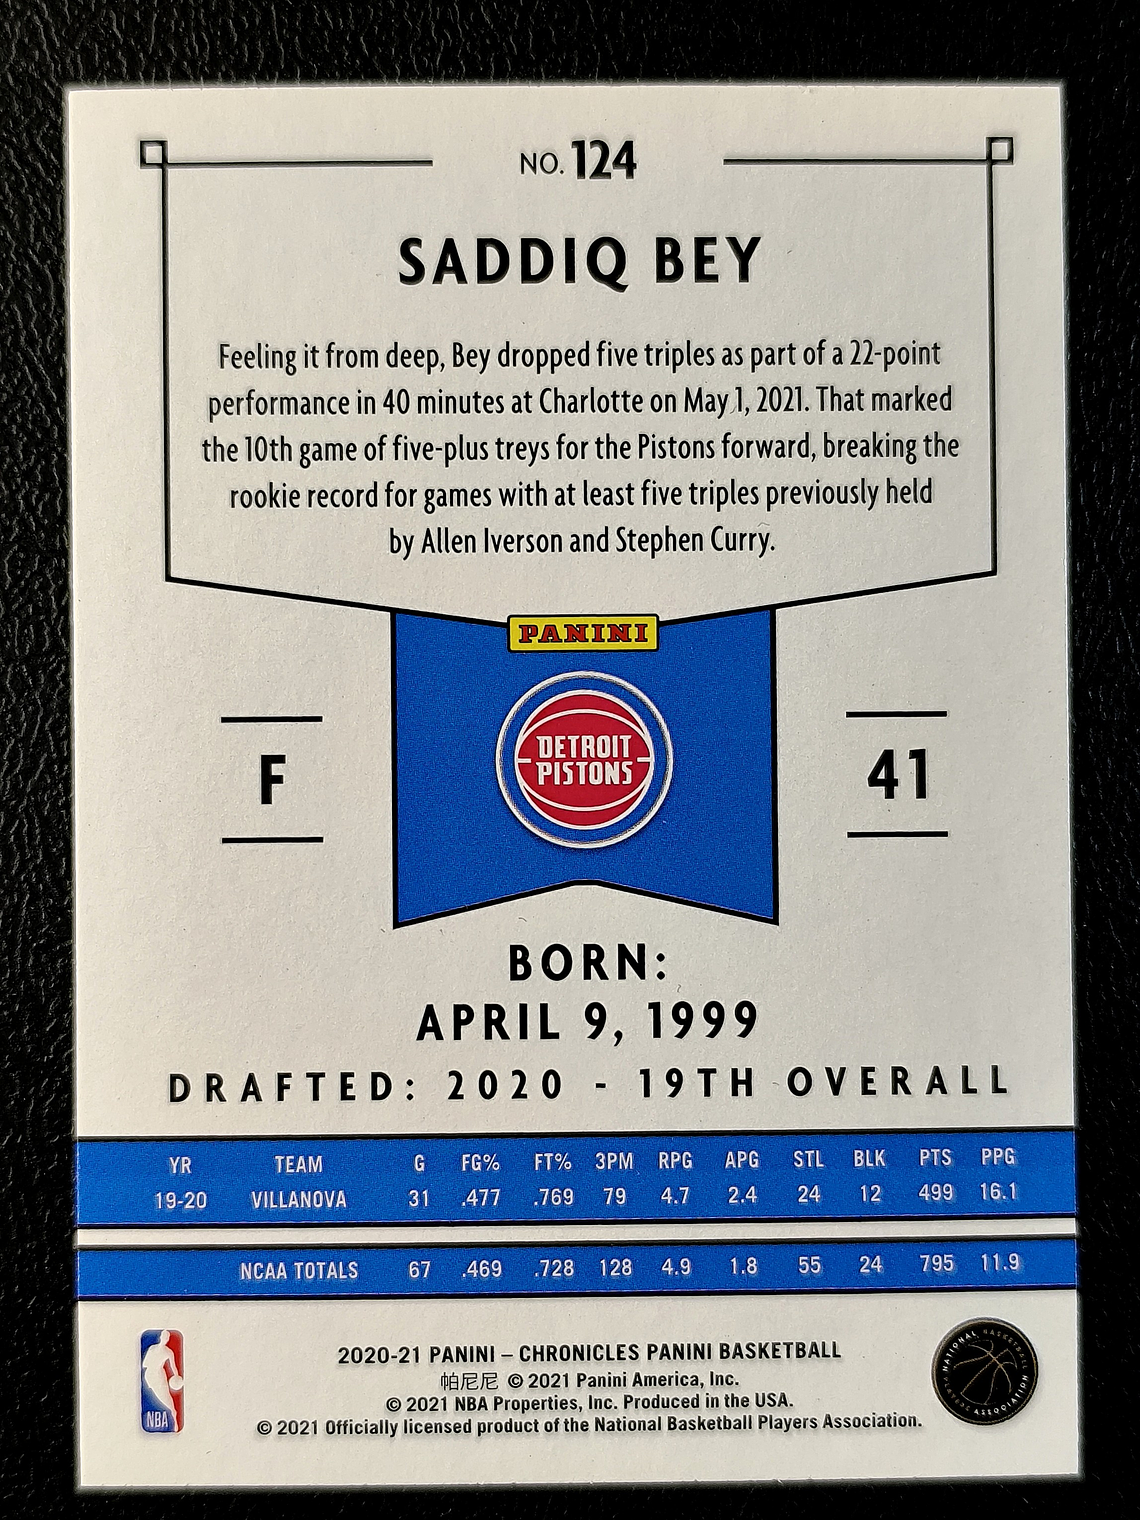 NO. 124
SADDIQ BEY
Feeling it from deep, Bey dropped five triples as part of a 22-point
performance in 40 minutes at Charlotte on May 1, 2021. That marked
the 10th game of five-plus treys for the Pistons forward, breaking the
rookie record for games with at least five triples previously held
by Allen Iverson and Stephen Curry.
PANINI
DETROIT
PISTONS
F
41
BORN:
APRIL 9, 1999
DRAFTED: 2020 - 19TH OVERALL
YR TEAM G FG% FT% 3PM RPG APG STL BLK PTS PPG
19-20 VILLANOVA 31 .477 .769 79 4.7 2.4 24 12 499 16.1
NCAA TOTALS 67 .469 .728 128 4.9 1.8 55 24 795 11.9
2020-21 PANINI – CHRONICLES PANINI BASKETBALL
帕尼尼 © 2021 Panini America, Inc.
© 2021 NBA Properties, Inc. Produced in the USA.
© 2021 Officially licensed product of the National Basketball Players Association.
NBA
NATIONAL BASKETBALL
PLAYERS ASSOCIATION